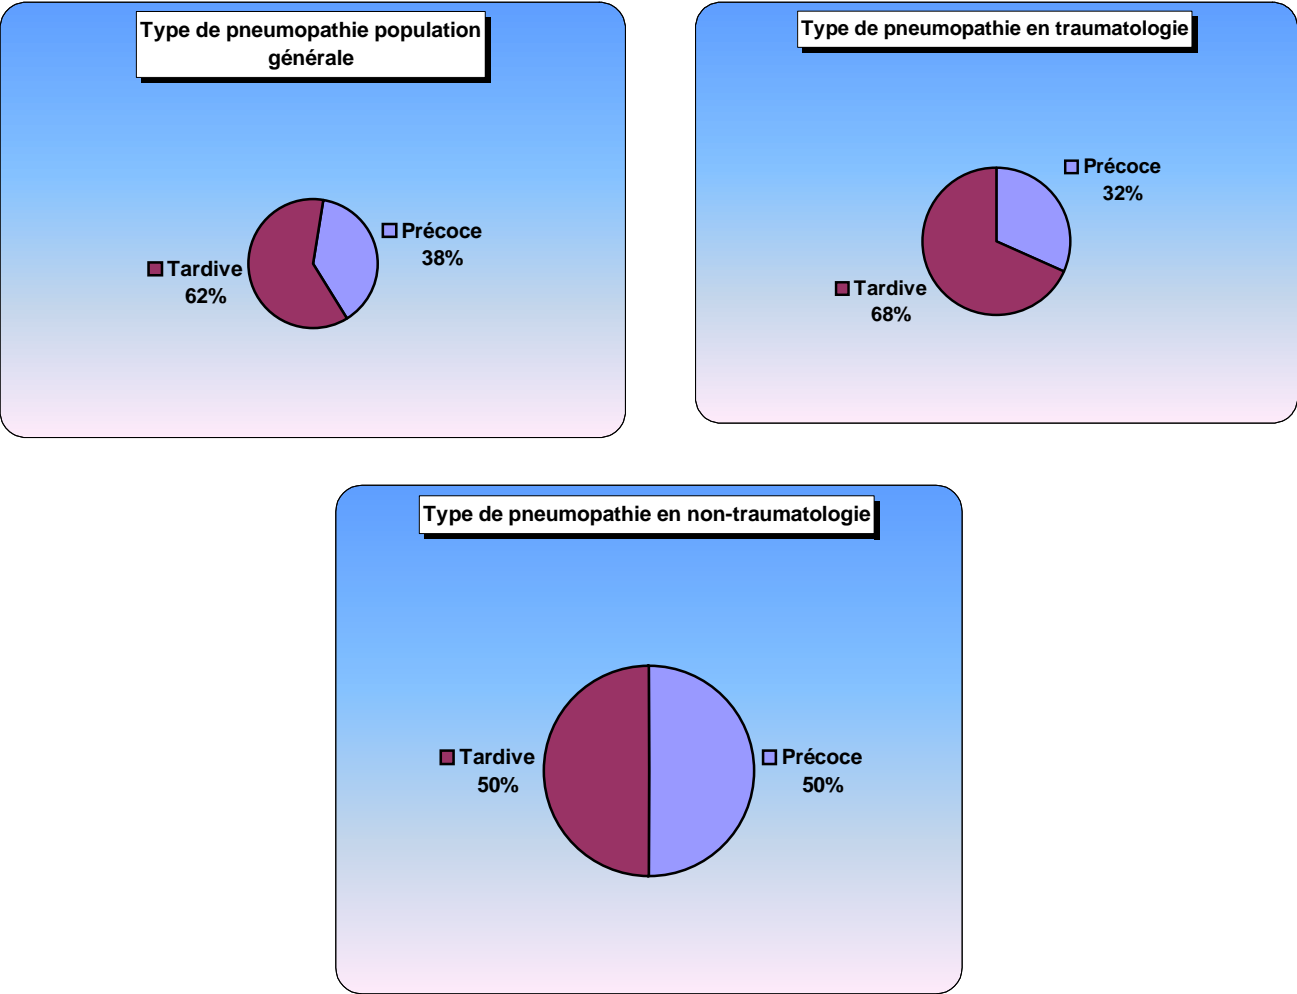 Type de pneumopathie population
générale
Précoce
38%
Tardive
62%
Type de pneumopathie en traumatologie
Précoce
32%
Tardive
68%
Type de pneumopathie en non-traumatologie
Tardive
50%
Précoce
50%